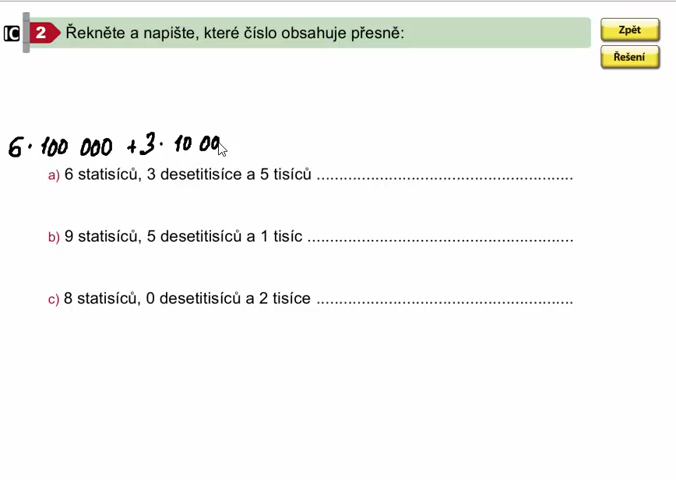 IC 2 Řekněte a napište, které číslo obsahuje přesně:
Zpět
Řešení
6 · 100 000 + 3 · 10 00
a) 6 statisíců, 3 desetitisíce a 5 tisíců ........................................................
b) 9 statisíců, 5 desetitisíců a 1 tisíc ..........................................................
c) 8 statisíců, 0 desetitisíců a 2 tisíce ........................................................